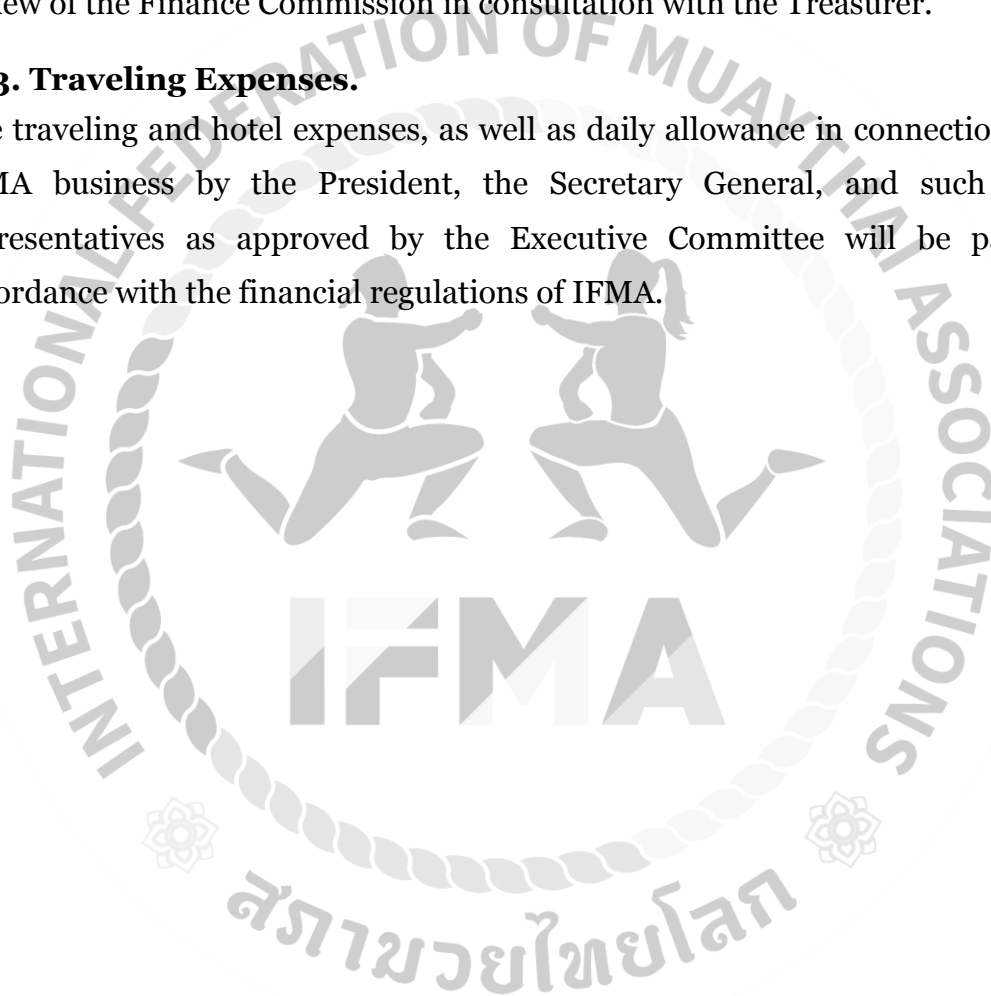 iew of the Finance Commission in consultation with the Treasurer.
3. Traveling Expenses.
e traveling and hotel expenses, as well as daily allowance in connectio
MA business by the President, the Secretary General, and such
resentatives as approved by the Executive Committee will be pa
ordance with the financial regulations of IFMA.
INTERNATIONAL FEDERATION OF MUAYTHAI ASSOCIATIONS
IFMA
สภามวยไทยโลก